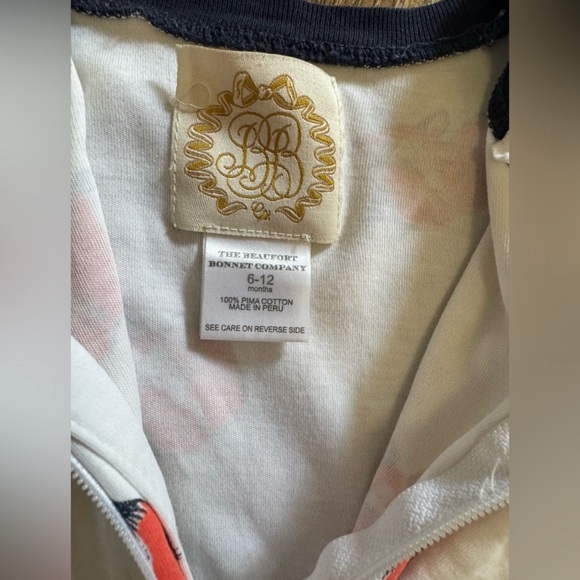 THE BEAUFORT
BONNET COMPANY
6-12
months
100% PIMA COTTON
MADE IN PERU
SEE CARE ON REVERSE SIDE